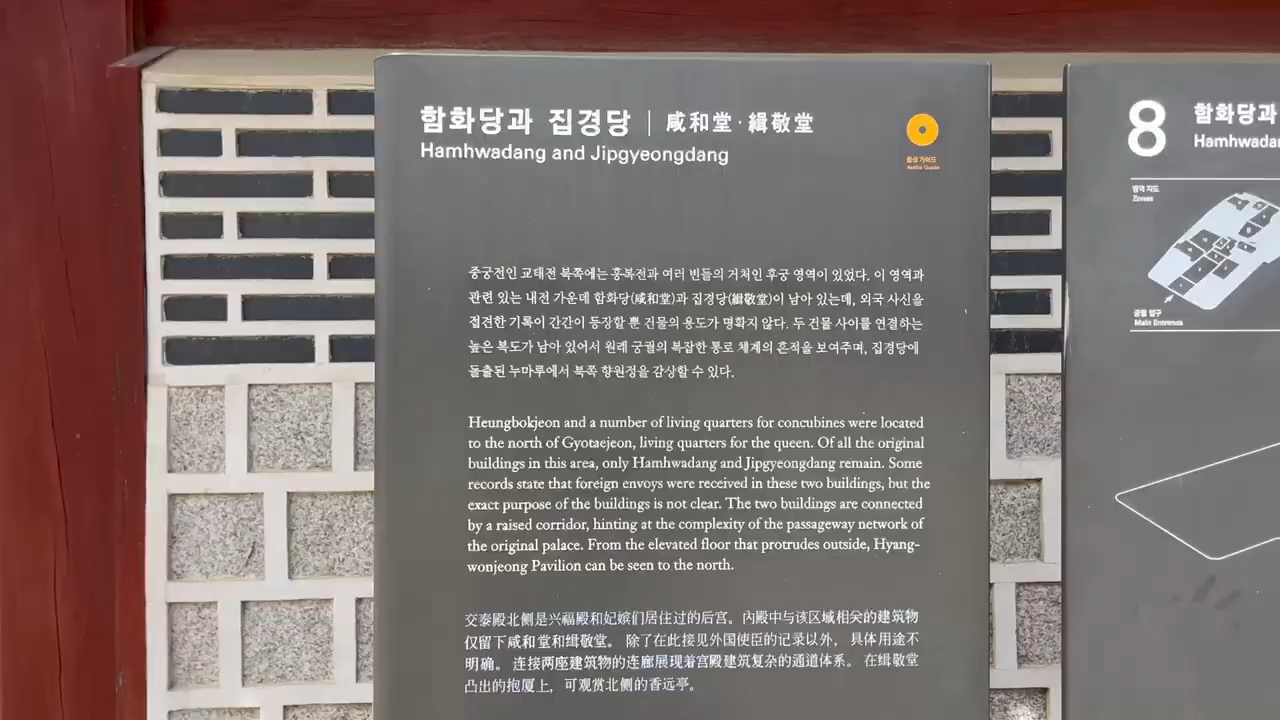 함화당과 집경당 | 咸和堂·緝敬堂
Hamhwadang and Jipgyeongdang
음성 가이드
Audio Guide
중궁전인 교태전 북쪽에는 흥복전과 여러 빈들의 거처인 후궁 영역이 있었다. 이 영역과
관련 있는 내전 가운데 함화당(咸和堂)과 집경당(緝敬堂)이 남아 있는데, 외국 사신을
접견한 기록이 간간이 등장할 뿐 건물의 용도가 명확지 않다. 두 건물 사이를 연결하는
높은 복도가 남아 있어서 원래 궁궐의 복잡한 통로 체계의 흔적을 보여주며, 집경당에
돌출된 누마루에서 북쪽 향원정을 감상할 수 있다.
Heungbokjeon and a number of living quarters for concubines were located
to the north of Gyotaejeon, living quarters for the queen. Of all the original
buildings in this area, only Hamhwadang and Jipgyeongdang remain. Some
records state that foreign envoys were received in these two buildings, but the
exact purpose of the buildings is not clear. The two buildings are connected
by a raised corridor, hinting at the complexity of the passageway network of
the original palace. From the elevated floor that protrudes outside, Hyang-
wonjeong Pavilion can be seen to the north.
交泰殿北侧是兴福殿和妃嫔们居住过的后宫。内殿中与该区域相关的建筑物
仅留下咸和堂和缉敬堂。 除了在此接见外国使臣的记录以外， 具体用途不
明确。 连接两座建筑物的连廊展现着宫殿建筑复杂的通道体系。 在缉敬堂
凸出的抱厦上， 可观赏北侧的香远亭。
8
함화당과
Hamhwada
영역 지도
Zones
궁궐 입구
Main Entrance